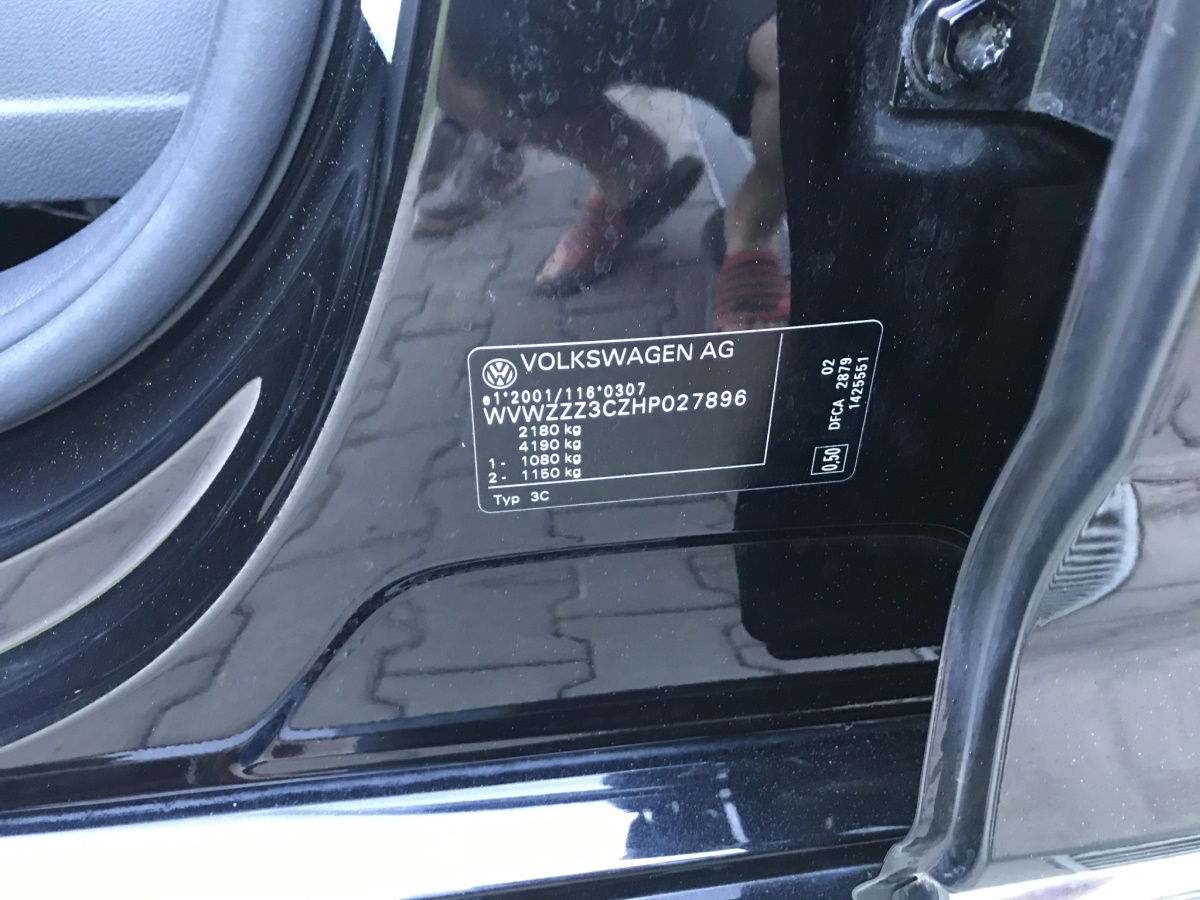 VOLKSWAGEN AG
e1*2001/116*0307
WVWZZZ3CZHP027896
2180 kg
4190 kg
1- 1080 kg
2- 1150 kg
Typ 3C
02
DFCA 2879
1425551
0,50